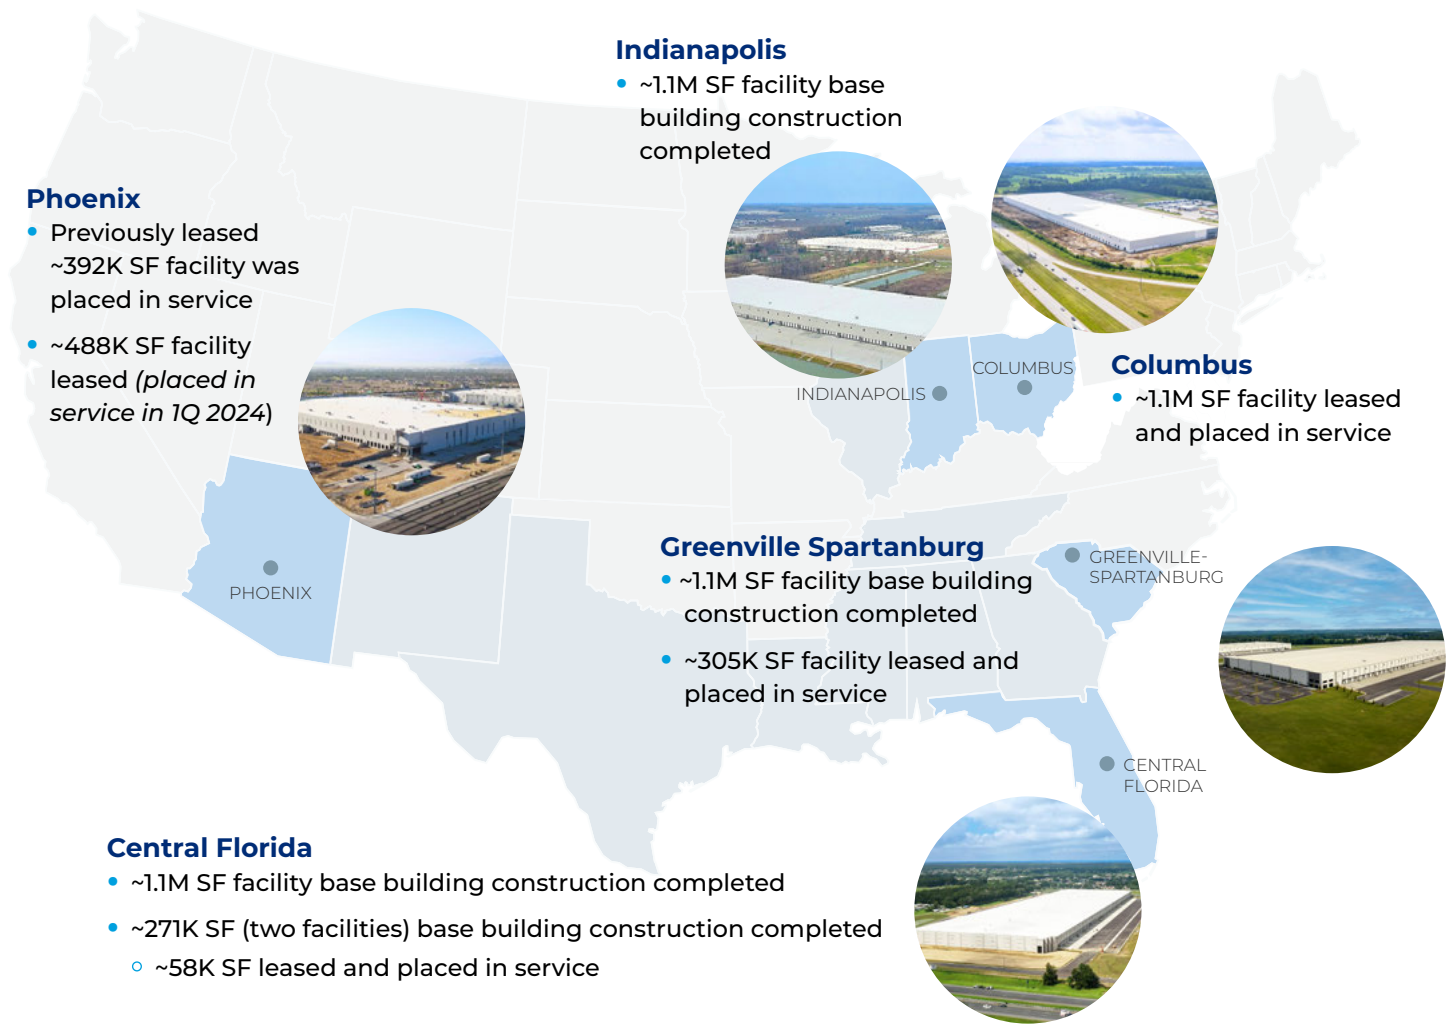 Indianapolis
• ~1.1M SF facility base
building construction
completed
Phoenix
• Previously leased
~392K SF facility was
placed in service
• ~488K SF facility
leased (placed in
service in 1Q 2024)
Columbus
• ~1.1M SF facility leased
and placed in service
INDIANAPOLIS
COLUMBUS
PHOENIX
Greenville Spartanburg
• ~1.1M SF facility base building
construction completed
• ~305K SF facility leased and
placed in service
GREENVILLE-
SPARTANBURG
CENTRAL
FLORIDA
Central Florida
• ~1.1M SF facility base building construction completed
• ~271K SF (two facilities) base building construction completed
○ ~58K SF leased and placed in service